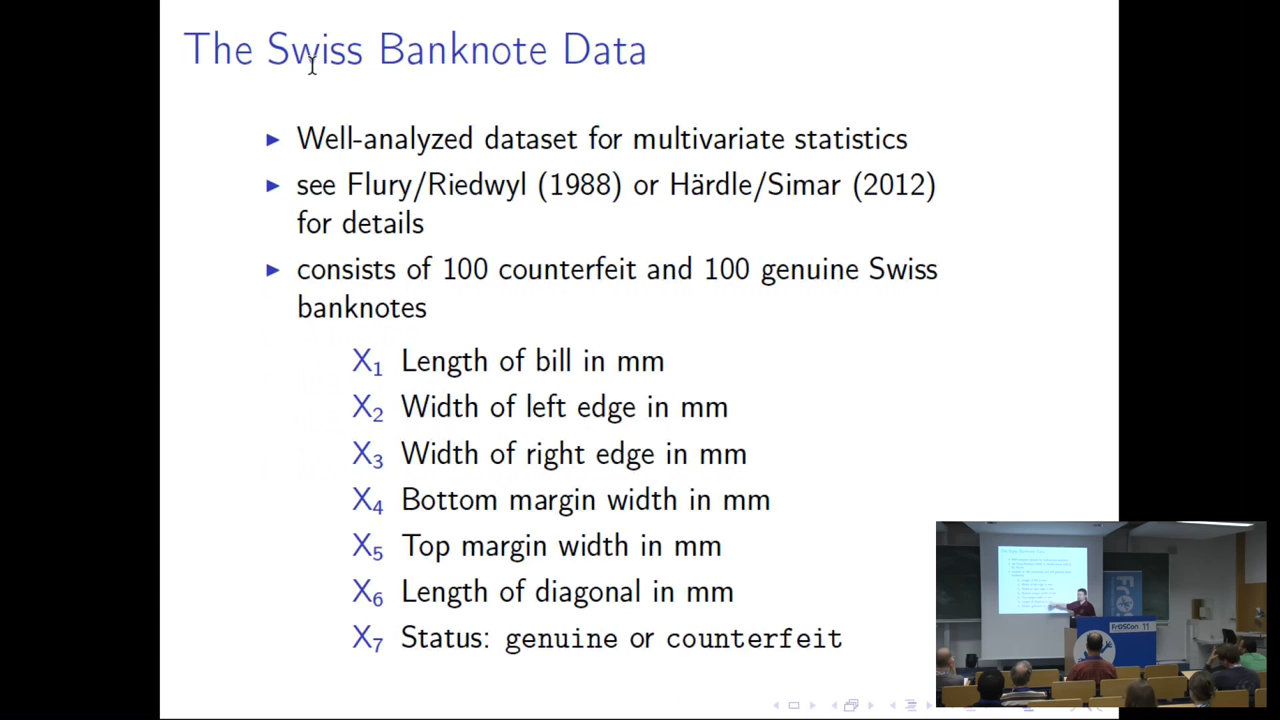 The Swiss Banknote Data
▶ Well-analyzed dataset for multivariate statistics
▶ see Flury/Riedwyl (1988) or Härdle/Simar (2012)
for details
▶ consists of 100 counterfeit and 100 genuine Swiss
banknotes
X₁ Length of bill in mm
X₂ Width of left edge in mm
X₃ Width of right edge in mm
X₄ Bottom margin width in mm
X₅ Top margin width in mm
X₆ Length of diagonal in mm
X₇ Status: genuine or counterfeit
FrOSCon 11